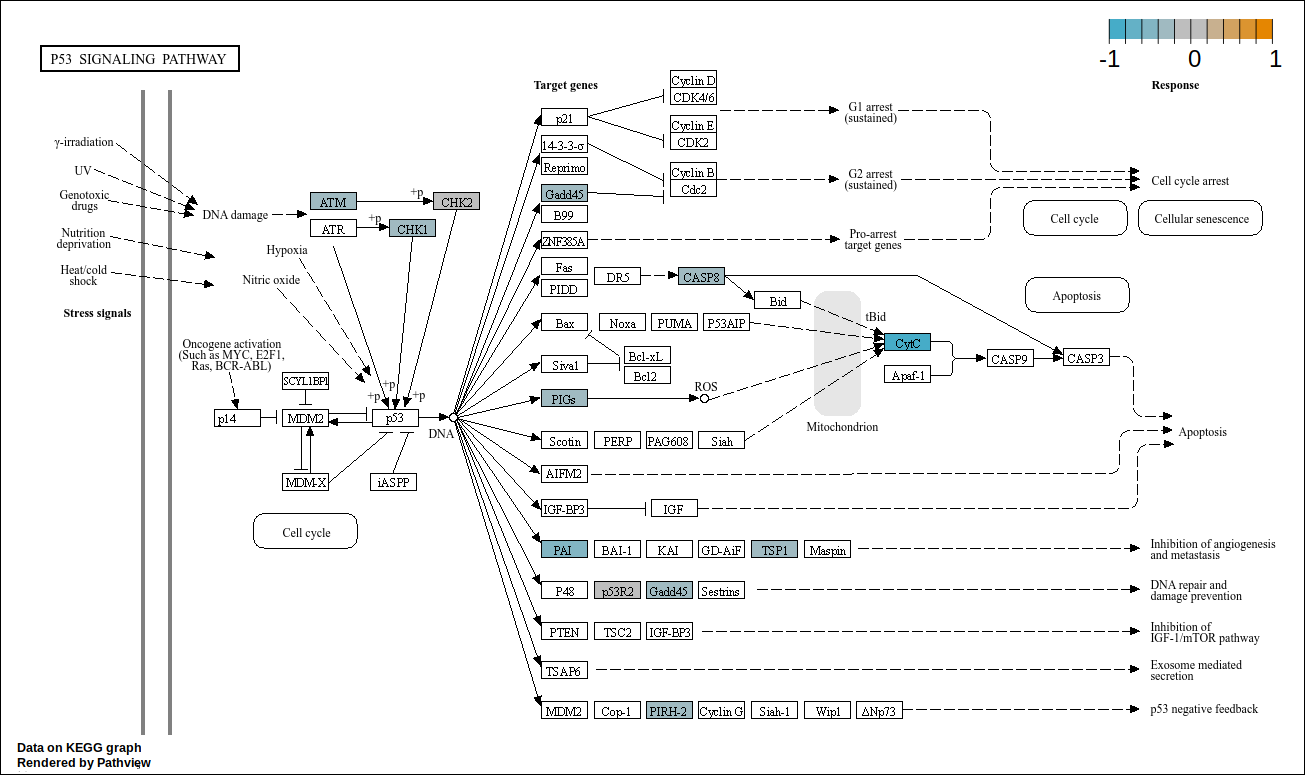 -1 0 1
P53 SIGNALING PATHWAY
Target genes
Response
Cyclin D
CDK4/6
p21
G1 arrest
(sustained)
Cyclin E
CDK2
γ-irradiation
14-3-3-σ
Reprimo
UV
Cyclin B
Cdc2
G2 arrest
(sustained)
Cell cycle arrest
Genotoxic
drugs
ATM
+p
CHK2
Gadd45
DNA damage
B99
Cell cycle
Cellular senescence
+p
ATR
CHK1
Nutrition
deprivation
ZNF385A
Pro-arrest
target genes
Hypoxia
Heat/cold
shock
Nitric oxide
Fas
DR5
CASP8
PIDD
Bid
Apoptosis
Stress signals
tBid
Bax
Noxa
PUMA
P53AIP
CytC
Oncogene activation
(Such as MYC, E2F1,
Ras, BCR-ABL)
Bcl-xL
Bcl2
Siva1
CASP9
CASP3
Apaf-1
SCYL1BP1
+p
+p
+p
ROS
PIGs
p14
MDM2
p53
DNA
Mitochondrion
Scotin
PERP
PAG608
Siah
Apoptosis
AIFM2
MDM-X
iASPP
IGF-BP3
IGF
Cell cycle
PAI
BAI-1
KAI
GD-AiF
TSP1
Maspin
Inhibition of angiogenesis
and metastasis
P48
p53R2
Gadd45
Sestrins
DNA repair and
damage prevention
PTEN
TSC2
IGF-BP3
Inhibition of
IGF-1/mTOR pathway
TSAP6
Exosome mediated
secretion
MDM2
Cop-1
PIRH-2
Cyclin G
Siah-1
Wip1
ΔNp73
p53 negative feedback
Data on KEGG graph
Rendered by Pathview